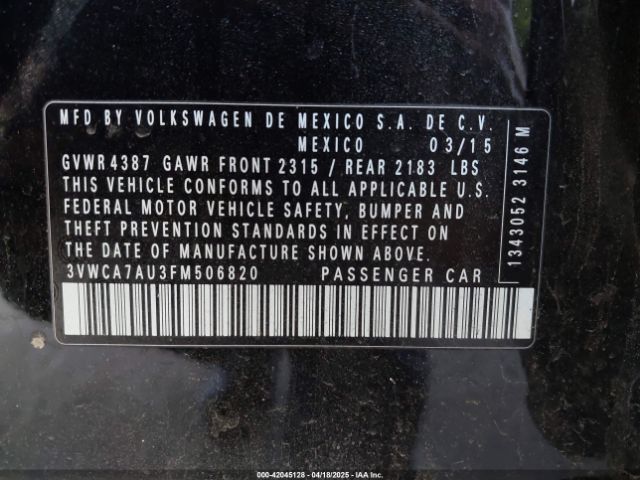 MFD BY VOLKSWAGEN DE MEXICO S.A. DE C.V.
MEXICO 03/15
GVWR 4387 GAWR FRONT 2315 / REAR 2183 LBS
THIS VEHICLE CONFORMS TO ALL APPLICABLE U.S.
FEDERAL MOTOR VEHICLE SAFETY, BUMPER AND
THEFT PREVENTION STANDARDS IN EFFECT ON
THE DATE OF MANUFACTURE SHOWN ABOVE.
3VWCA7AU3FM506820 PASSENGER CAR
1343052 3146 M
000-42045128 - 04/18/2025 - IAAI.COM